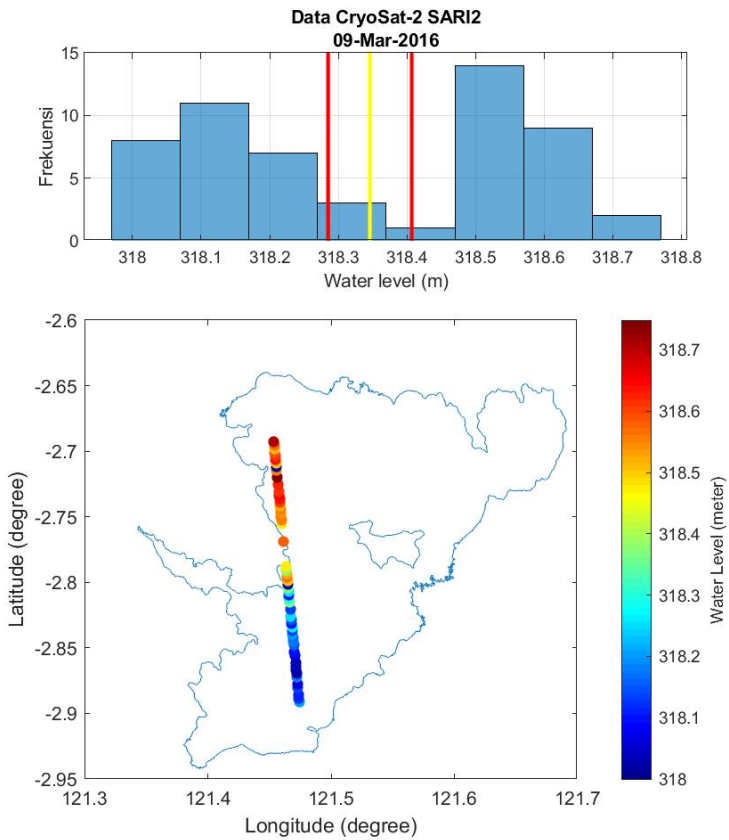 Data CryoSat-2 SARI2
09-Mar-2016
15
10
5
0
Frekuensi
318 318.1 318.2 318.3 318.4 318.5 318.6 318.7 318.8
Water level (m)
-2.6
-2.65
-2.7
-2.75
-2.8
-2.85
-2.9
-2.95
Latitude (degree)
121.3 121.4 121.5 121.6 121.7
Longitude (degree)
318.7
318.6
318.5
318.4
318.3
318.2
318.1
318
Water Level (meter)